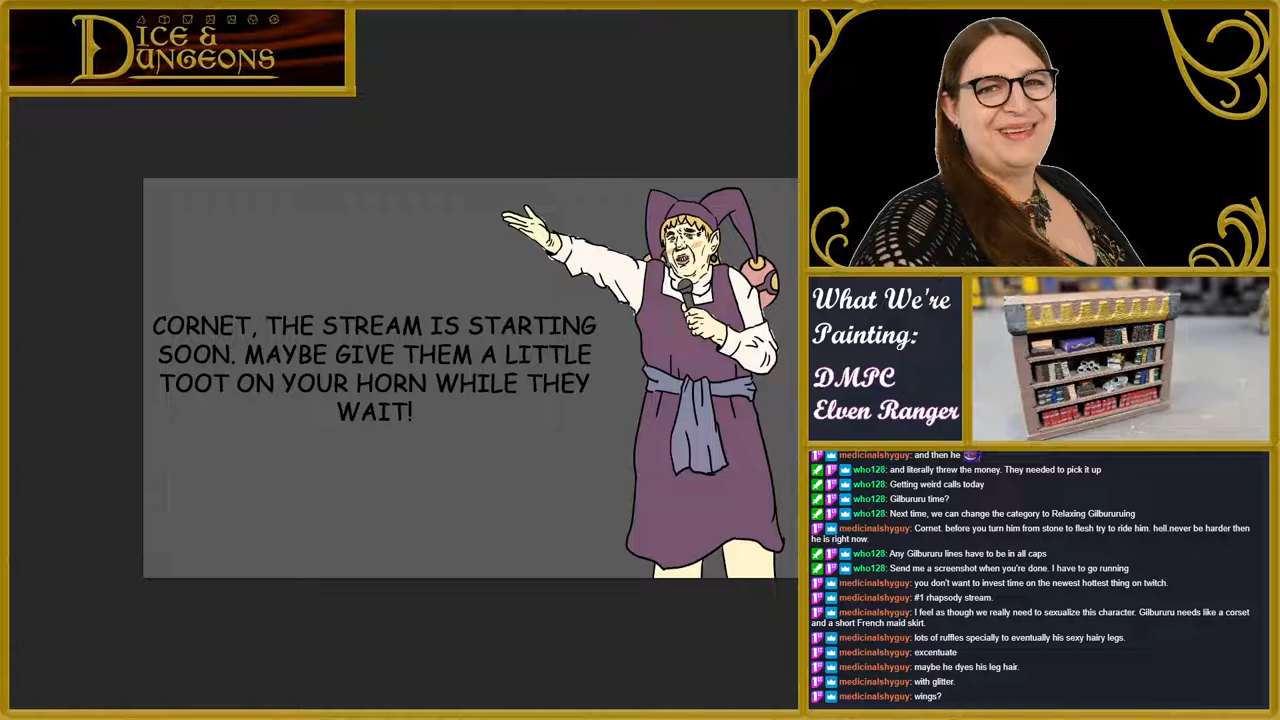 DICE &
DUNGEONS
CORNET, THE STREAM IS STARTING
SOON. MAYBE GIVE THEM A LITTLE
TOOT ON YOUR HORN WHILE THEY
WAIT!
What We're
Painting:
DMPC
Elven Ranger
medicinalshyguy: and then he
who128: and literally threw the money. They needed to pick it up
who128: Getting weird calls today
who128: Gilbururu time?
who128: Next time, we can change the category to Relaxing Gilbururuing
medicinalshyguy: Cornet. before you turn him from stone to flesh try to ride him. hell.never be harder then
he is right now.
who128: Any Gilbururu lines have to be in all caps
who128: Send me a screenshot when you're done. I have to go running
medicinalshyguy: you don't want to invest time on the newest hottest thing on twitch.
medicinalshyguy: #1 rhapsody stream.
medicinalshyguy: I feel as though we really need to sexualize this character. Gilbururu needs like a corset
and a short French maid skirt.
medicinalshyguy: lots of ruffles specially to eventually his sexy hairy legs.
medicinalshyguy: excentuate
medicinalshyguy: maybe he dyes his leg hair.
medicinalshyguy: with glitter.
medicinalshyguy: wings?